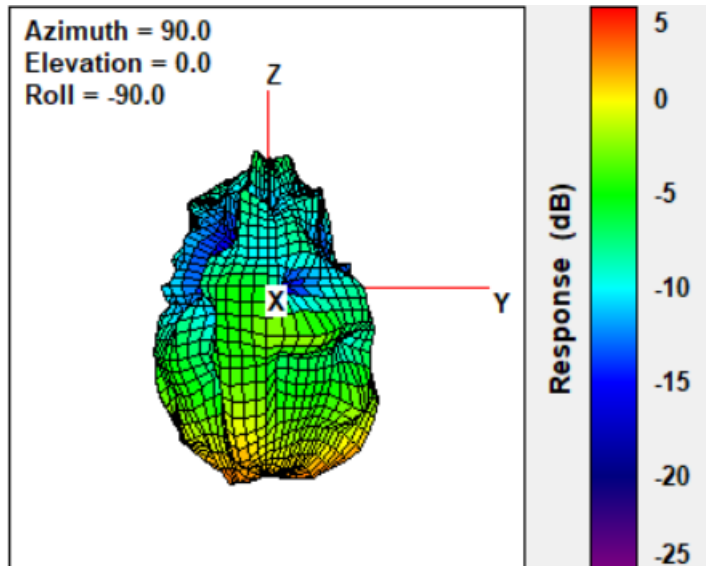 Azimuth = 90.0
Elevation = 0.0
Roll = -90.0
Z
X
Y
Response (dB)
5
0
-5
-10
-15
-20
-25